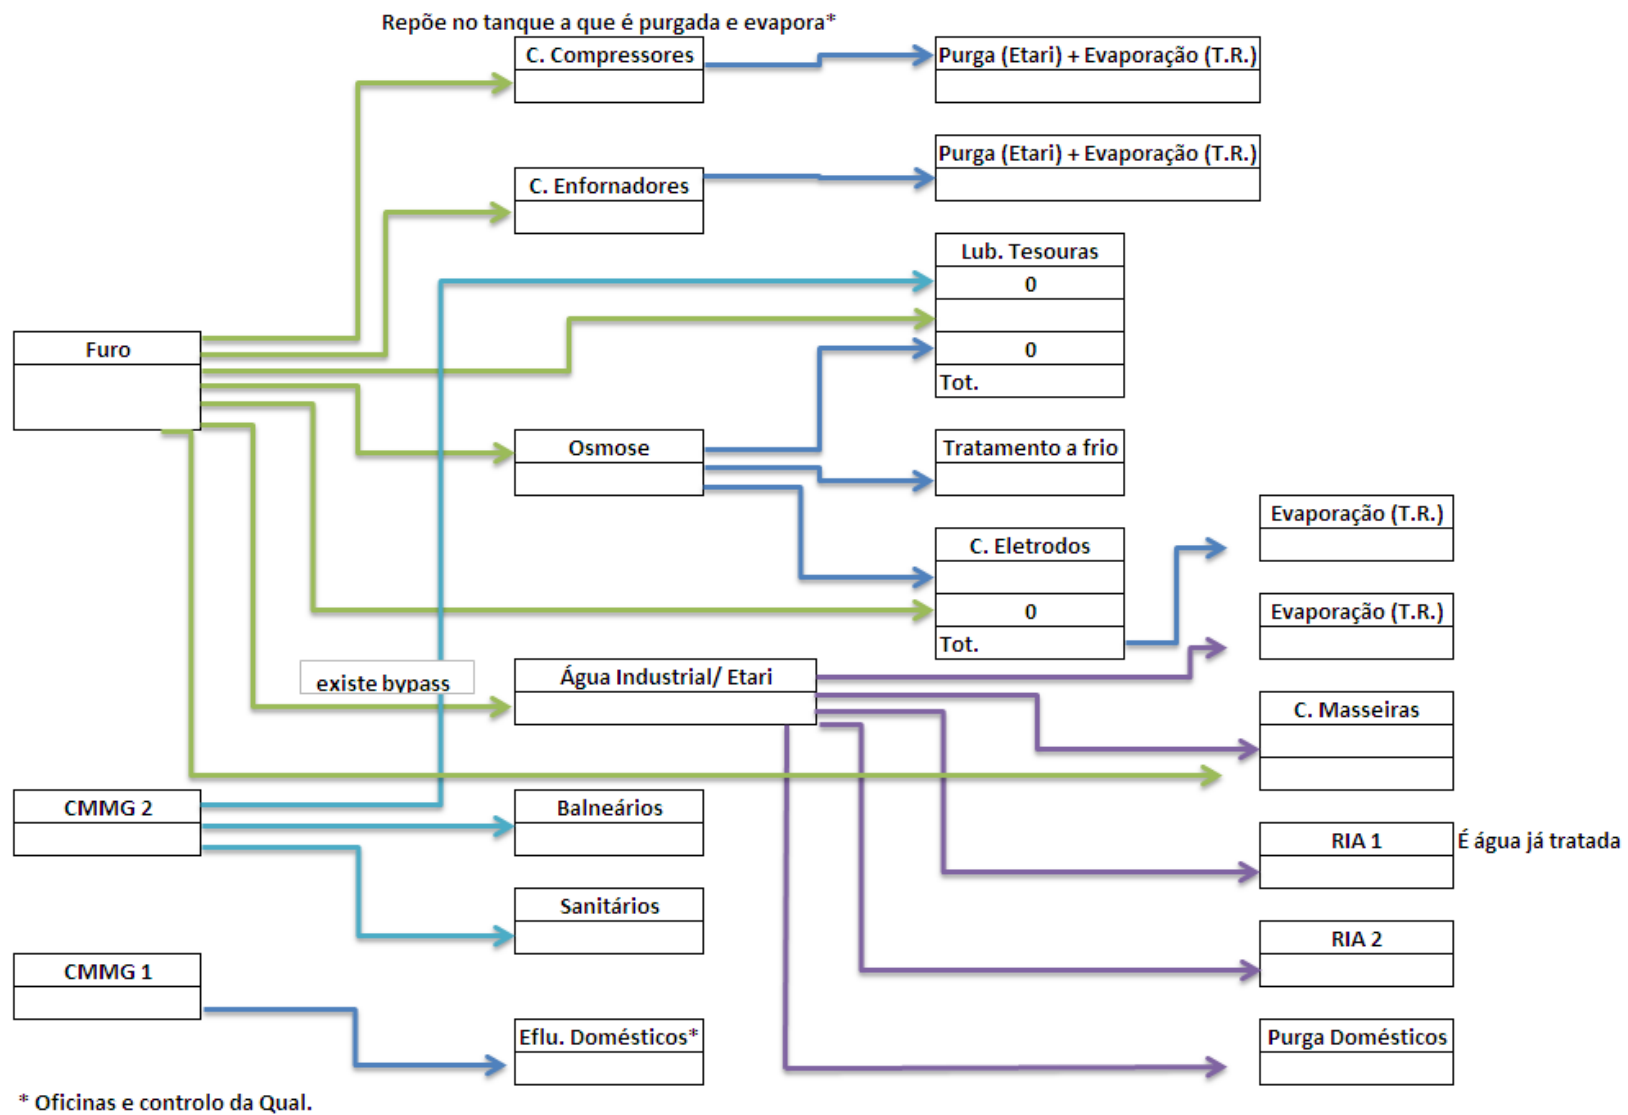 Repõe no tanque a que é purgada e evapora*
C. Compressores
Purga (Etari) + Evaporação (T.R.)
Purga (Etari) + Evaporação (T.R.)
C. Enfornadores
Lub. Tesouras
0
0
Tot.
Furo
Osmose
Tratamento a frio
Evaporação (T.R.)
C. Eletrodos
0
Tot.
Evaporação (T.R.)
existe bypass
Água Industrial/ Etari
C. Masseiras
CMMG 2
Balneários
RIA 1
É água já tratada
Sanitários
RIA 2
CMMG 1
Eflu. Domésticos*
Purga Domésticos
* Oficinas e controlo da Qual.